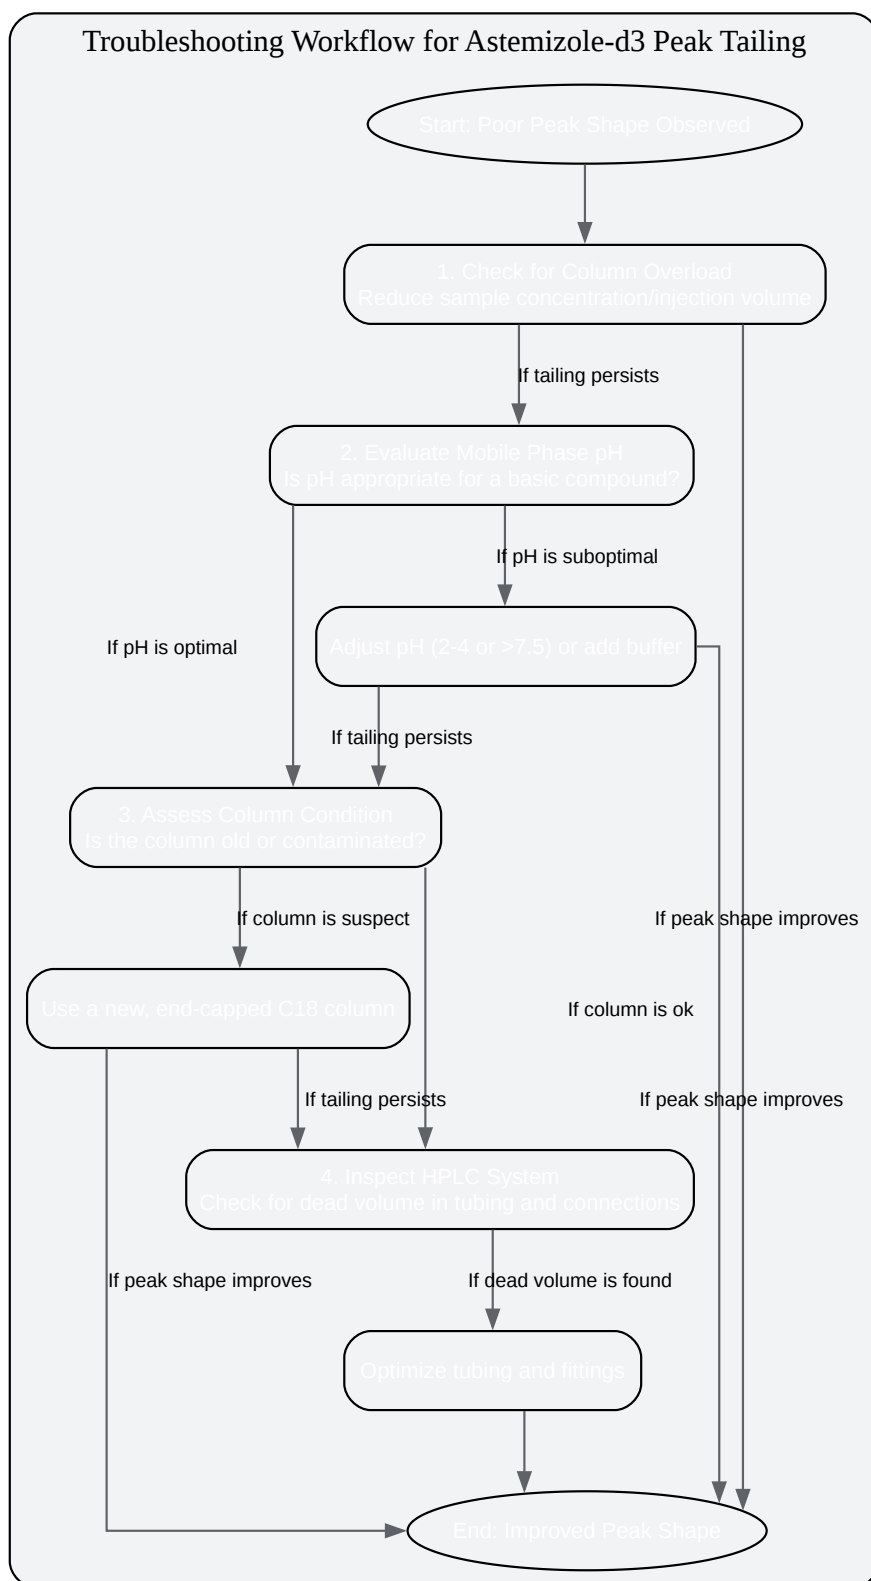 Troubleshooting Workflow for Astemizole-d3 Peak Tailing
Start: Poor Peak Shape Observed
1. Check for Column Overload
Reduce sample concentration/injection volume
If tailing persists
2. Evaluate Mobile Phase pH
Is pH appropriate for a basic compound?
If pH is suboptimal
If pH is optimal
Adjust pH (2-4 or >7.5) or add buffer
If tailing persists
3. Assess Column Condition
Is the column old or contaminated?
If column is suspect
If peak shape improves
Use a new, end-capped C18 column
If column is ok
If tailing persists
If peak shape improves
4. Inspect HPLC System
Check for dead volume in tubing and connections
If peak shape improves
If dead volume is found
Optimize tubing and fittings
End: Improved Peak Shape